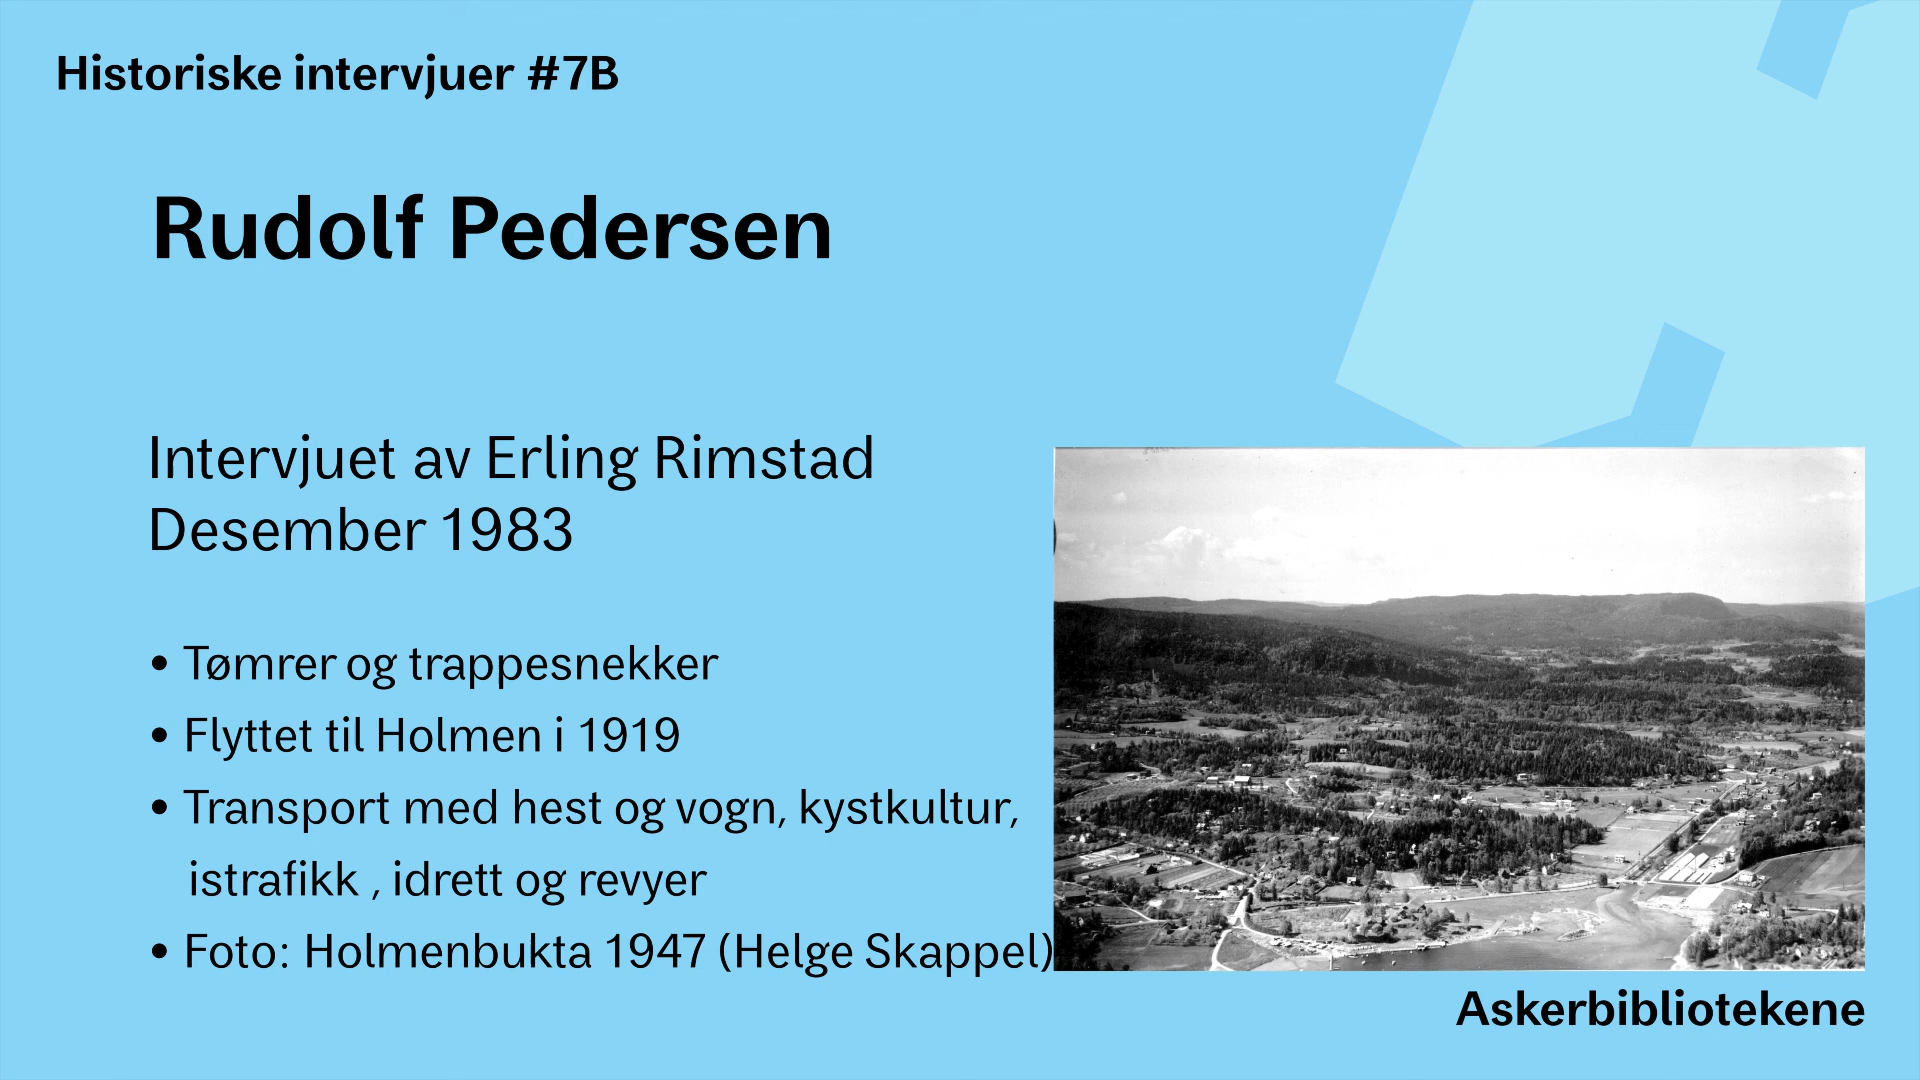 Historiske intervjuer #7B
Rudolf Pedersen
Intervjuet av Erling Rimstad
Desember 1983
• Tømrer og trappesnekker
• Flyttet til Holmen i 1919
• Transport med hest og vogn, kystkultur,
istrafikk , idrett og revyer
• Foto: Holmenbukta 1947 (Helge Skappel)
Askerbibliotekene